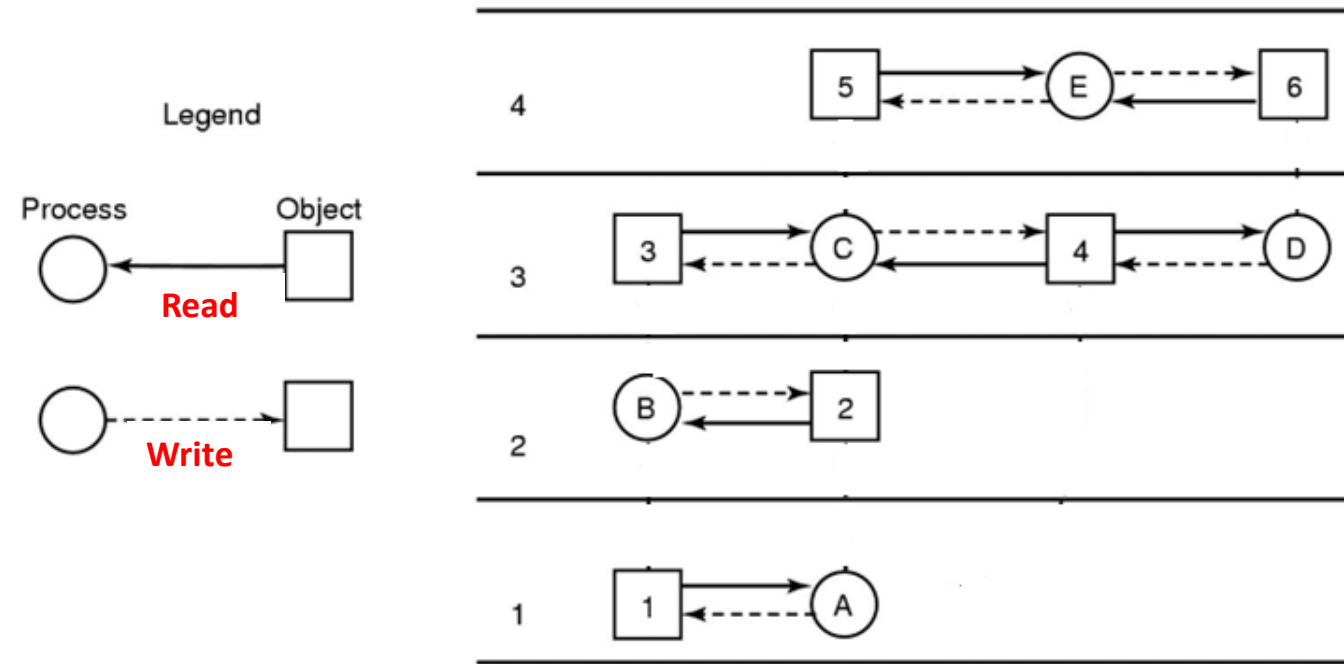 Legend
Process Object
Read
Write
4 5 E 6
3 3 C 4 D
2 B 2
1 1 A